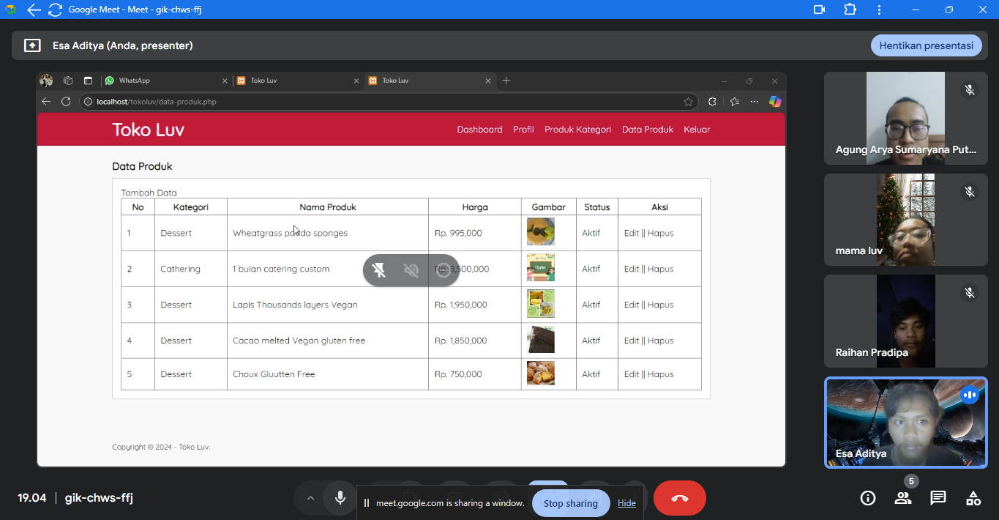 Google Meet - Meet - gik-chws-ffj
Esa Aditya (Anda, presenter)
Hentikan presentasi
WhatsApp
Toko Luv
Toko Luv
localhost/tokoluv/data-produk.php
Toko Luv
Dashboard Profil Produk Kategori Data Produk Keluar
Data Produk
Tambah Data
No Kategori Nama Produk Harga Gambar Status Aksi
1 Dessert Wheatgrass panda sponges Rp. 995,000 Aktif Edit || Hapus
2 Cathering 1 bulan catering custom 500,000 Aktif Edit || Hapus
3 Dessert Lapis Thousands layers Vegan Rp. 1,950,000 Aktif Edit || Hapus
4 Dessert Cacao melted Vegan gluten free Rp. 1,850,000 Aktif Edit || Hapus
5 Dessert Choux Gluutten Free Rp. 750,000 Aktif Edit || Hapus
Copyright © 2024 - Toko Luv.
Agung Arya Sumaryana Put...
mama luv
Raihan Pradipa
Esa Aditya
19.04 | gik-chws-ffj
meet.google.com is sharing a window.
Stop sharing
Hide
5